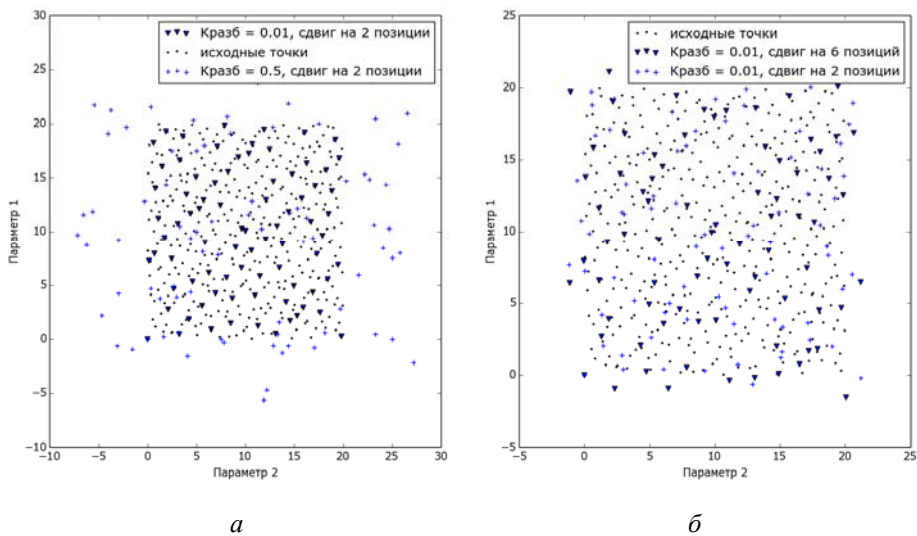 30
25
20
15
10
5
0
−5
−10
−10
−5
0
5
10
15
20
25
30
Параметр 1
Параметр 2
Кразб = 0.01, сдвиг на 2 позиции
исходные точки
Кразб = 0.5, сдвиг на 2 позиции
а
25
20
15
10
5
0
−5
−5
0
5
10
15
20
25
Параметр 1
Параметр 2
исходные точки
Кразб = 0.01, сдвиг на 6 позиций
Кразб = 0.01, сдвиг на 2 позиции
б